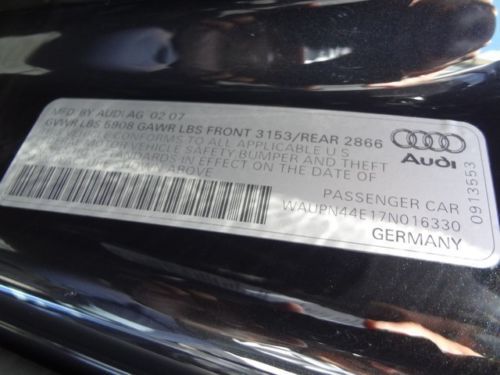 MFD BY AUDI AG 02 07
GVWR LBS 5908 GAWR LBS FRONT 3153/REAR 2866
VEHICLE CONFORMS TO ALL APPLICABLE U S
MOTOR VEHICLE SAFETY BUMPER AND THEFT
STANDARDS IN EFFECT ON THE DATE OF
ABOVE
Audi
PASSENGER CAR
WAUPN44E17N016330
GERMANY
0913553